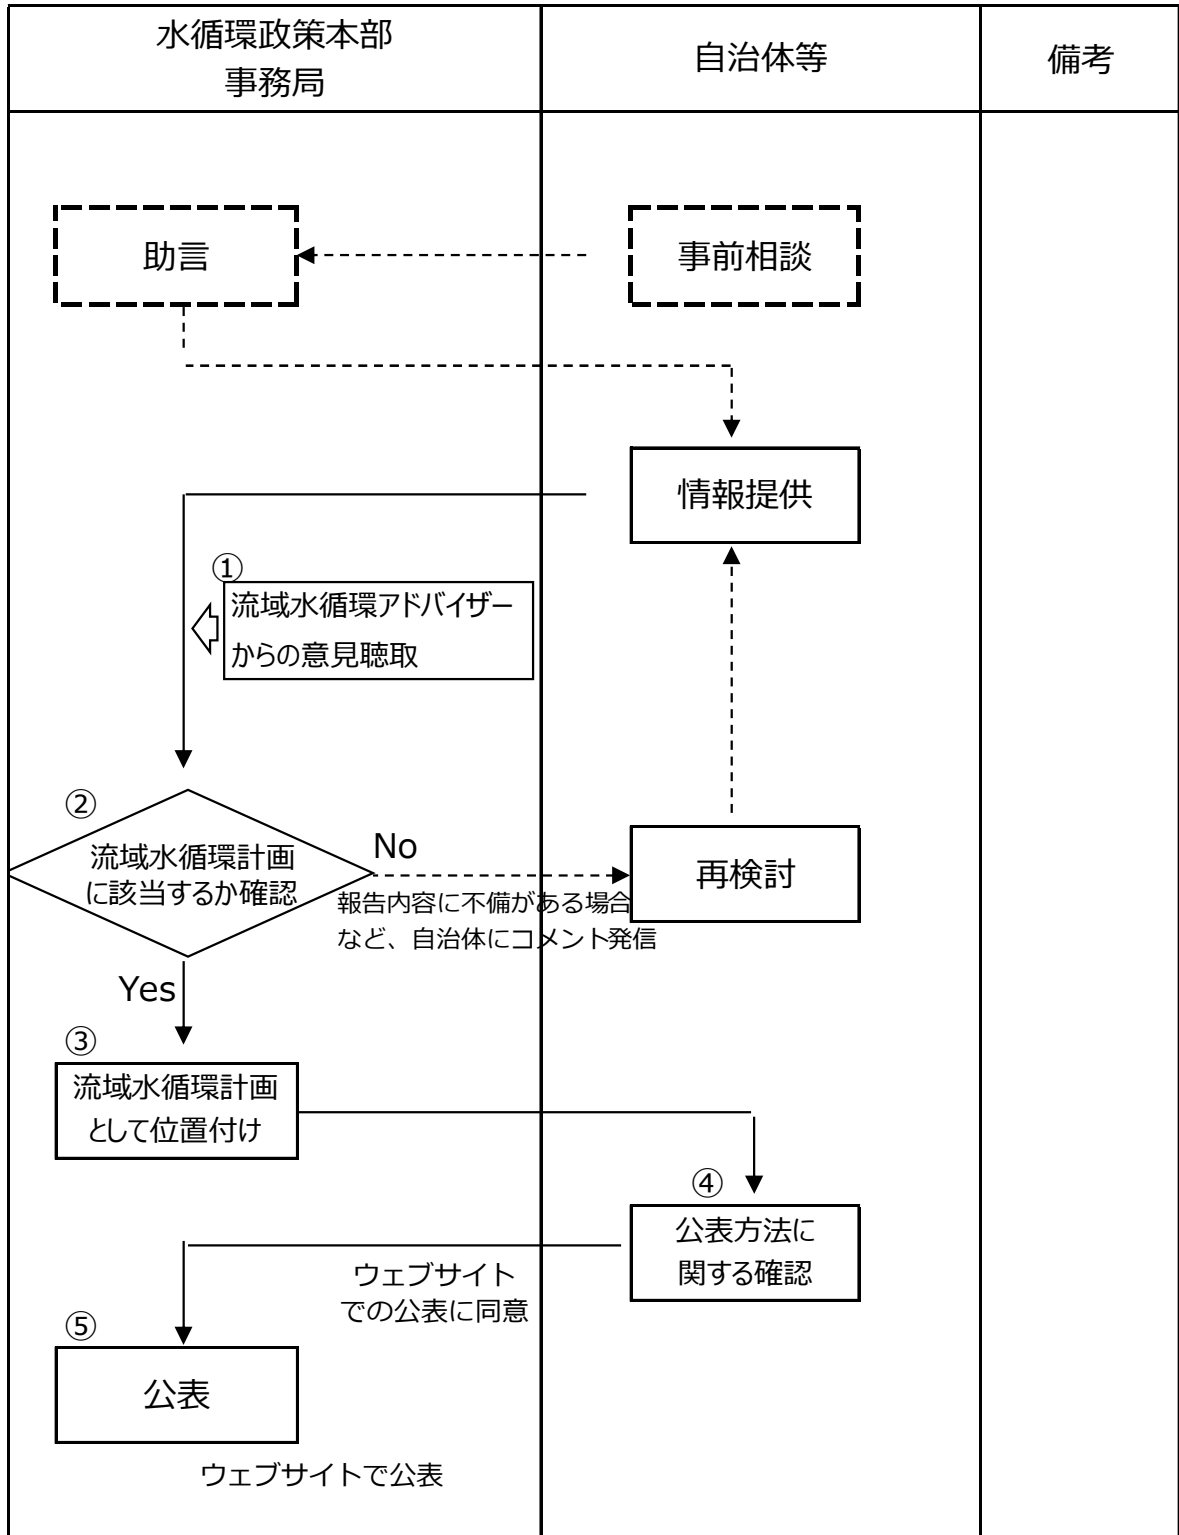 水循環政策本部
事務局
自治体等
備考
助言
事前相談
情報提供
①
流域水循環アドバイザー
からの意見聴取
②
流域水循環計画
に該当するか確認
No
再検討
報告内容に不備がある場合
など、自治体にコメント発信
Yes
③
流域水循環計画
として位置付け
④
公表方法に
関する確認
ウェブサイト
での公表に同意
⑤
公表
ウェブサイトで公表